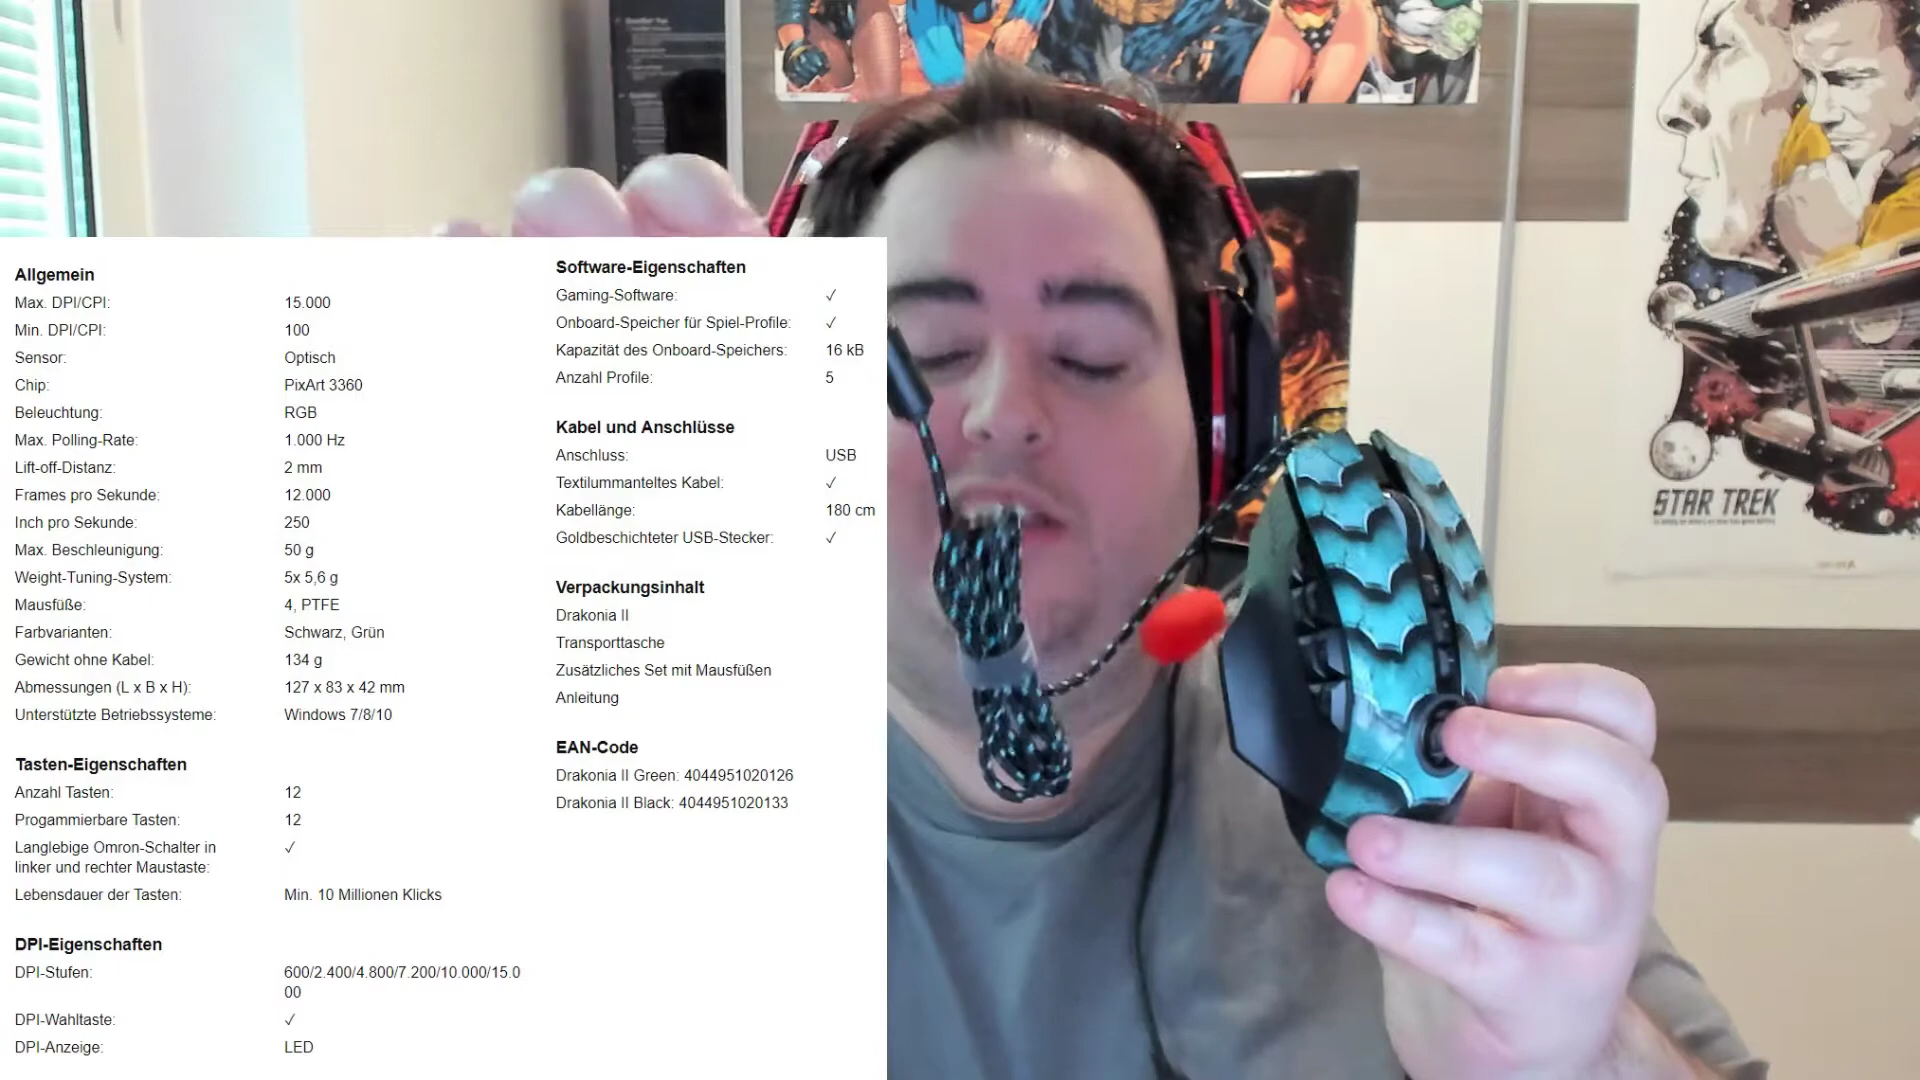 Allgemein
Max. DPI/CPI: 15.000
Min. DPI/CPI: 100
Sensor: Optisch
Chip: PixArt 3360
Beleuchtung: RGB
Max. Polling-Rate: 1.000 Hz
Lift-off-Distanz: 2 mm
Frames pro Sekunde: 12.000
Inch pro Sekunde: 250
Max. Beschleunigung: 50 g
Weight-Tuning-System: 5x 5,6 g
Mausfüße: 4, PTFE
Farbvarianten: Schwarz, Grün
Gewicht ohne Kabel: 134 g
Abmessungen (L x B x H): 127 x 83 x 42 mm
Unterstützte Betriebssysteme: Windows 7/8/10
Tasten-Eigenschaften
Anzahl Tasten: 12
Progammierbare Tasten: 12
Langlebige Omron-Schalter in ✓
linker und rechter Maustaste:
Lebensdauer der Tasten: Min. 10 Millionen Klicks
DPI-Eigenschaften
DPI-Stufen: 600/2.400/4.800/7.200/10.000/15.0
00
DPI-Wahltaste: ✓
DPI-Anzeige: LED
Software-Eigenschaften
Gaming-Software: ✓
Onboard-Speicher für Spiel-Profile: ✓
Kapazität des Onboard-Speichers: 16 kB
Anzahl Profile: 5
Kabel und Anschlüsse
Anschluss: USB
Textilummanteltes Kabel: ✓
Kabellänge: 180 cm
Goldbeschichteter USB-Stecker: ✓
Verpackungsinhalt
Drakonia II
Transporttasche
Zusätzliches Set mit Mausfüßen
Anleitung
EAN-Code
Drakonia II Green: 4044951020126
Drakonia II Black: 4044951020133
STAR TREK